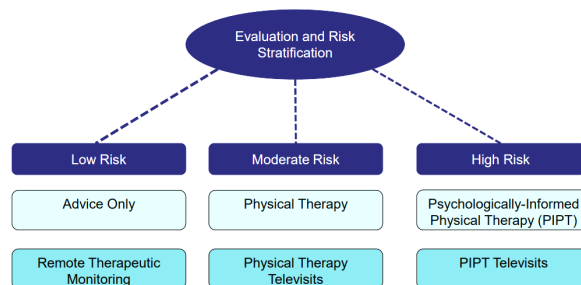 Evaluation and Risk
Stratification
Low Risk
Moderate Risk
High Risk
Advice Only
Physical Therapy
Psychologically-Informed
Physical Therapy (PIPT)
Remote Therapeutic
Monitoring
Physical Therapy
Televisits
PIPT Televisits